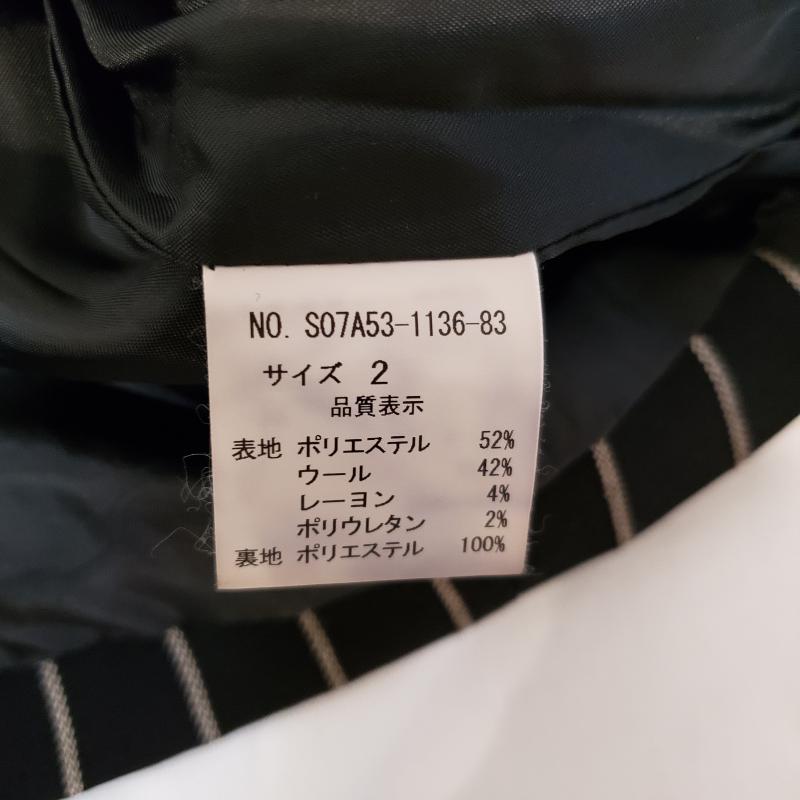 NO. S07A53-1136-83
サイズ 2
品質表示
表地 ポリエステル 52%
ウール 42%
レーヨン 4%
ポリウレタン 2%
裏地 ポリエステル 100%